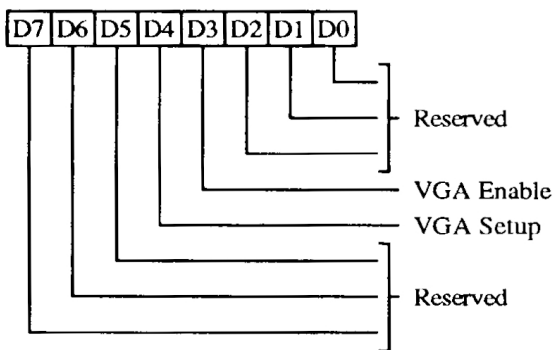 D7 D6 D5 D4 D3 D2 D1 D0
Reserved
VGA Enable
VGA Setup
Reserved